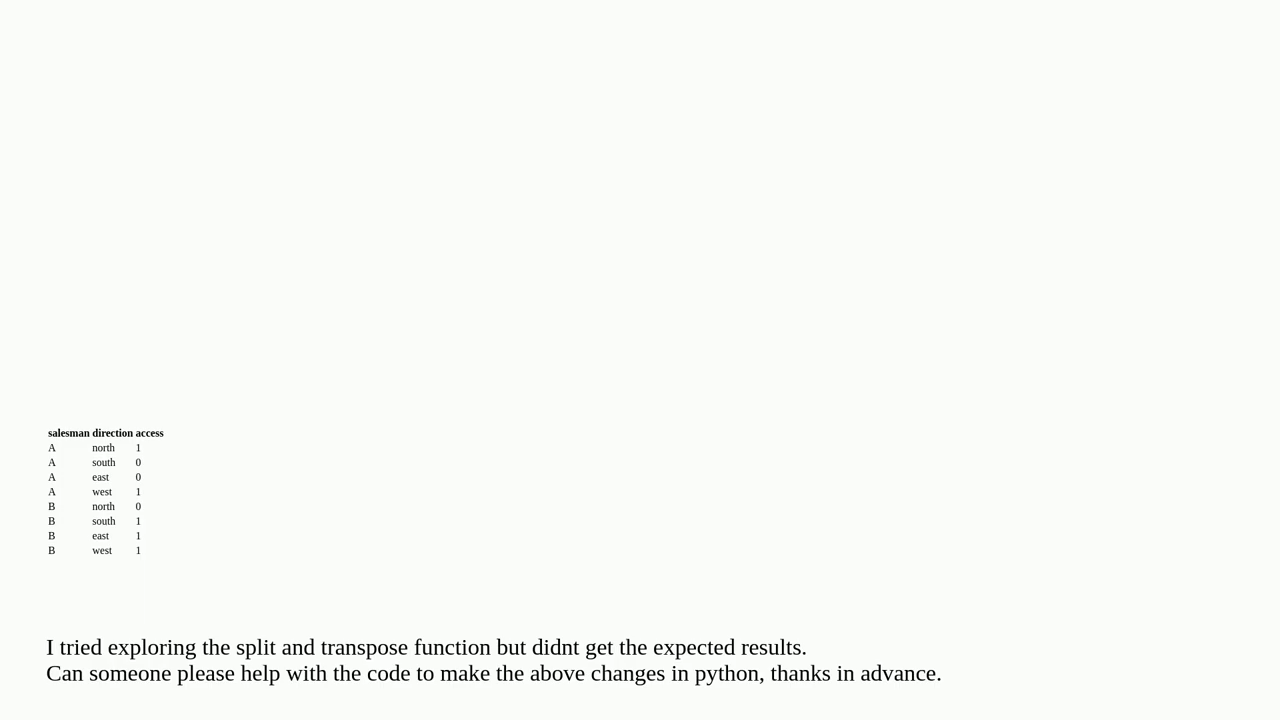 salesman direction access
A north 1
A south 0
A east 0
A west 1
B north 0
B south 1
B east 1
B west 1
I tried exploring the split and transpose function but didnt get the expected results.
Can someone please help with the code to make the above changes in python, thanks in advance.